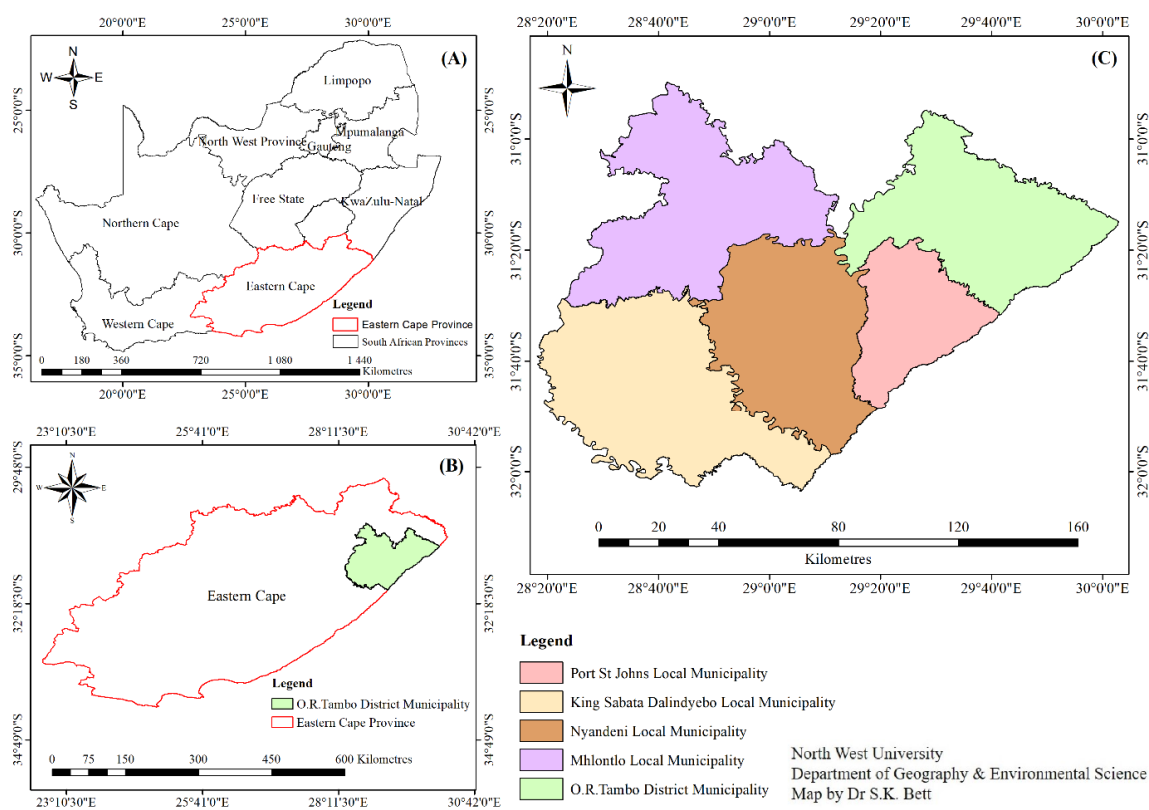 20°0'0"E 25°0'0"E 30°0'0"E
(A)
N
W E
S
Limpopo
25°0'0"S
25°0'0"S
Mpumalanga
North West Province
Gauteng
Free State
KwaZulu-Natal
Northern Cape
30°0'0"S
30°0'0"S
Eastern Cape
Legend
Western Cape
Eastern Cape Province
South African Provinces
0 180 360 720 1 080 1 440
Kilometres
35°0'0"S
35°0'0"S
20°0'0"E 25°0'0"E 30°0'0"E
23°10'30"E 25°41'0"E 28°11'30"E 30°42'0"E
(B)
N
W E
S
29°48'0"S
29°48'0"S
Eastern Cape
32°18'30"S
32°18'30"S
Legend
O.R.Tambo District Municipality
Eastern Cape Province
34°49'0"S
34°49'0"S
0 75 150 300 450 600 Kilometres
23°10'30"E 25°41'0"E 28°11'30"E 30°42'0"E
28°20'0"E 28°40'0"E 29°0'0"E 29°20'0"E 29°40'0"E 30°0'0"E
(C)
N
31°0'0"S
31°0'0"S
31°20'0"S
31°20'0"S
31°40'0"S
31°40'0"S
32°0'0"S
32°0'0"S
0 20 40 80 120 160
Kilometres
28°20'0"E 28°40'0"E 29°0'0"E 29°20'0"E 29°40'0"E 30°0'0"E
Legend
Port St Johns Local Municipality
King Sabata Dalindyebo Local Municipality
Nyandeni Local Municipality
Mhlontlo Local Municipality
O.R.Tambo District Municipality
North West University
Department of Geography & Environmental Science
Map by Dr S.K. Bett